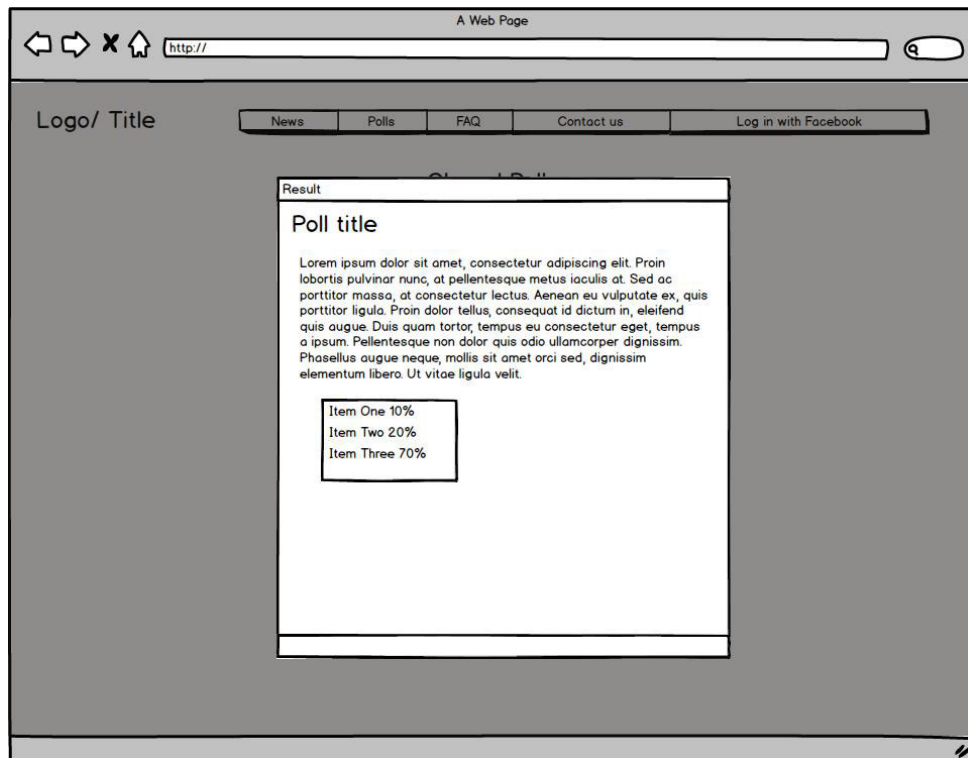 A Web Page
http://
Logo/ Title
News Polls FAQ Contact us Log in with Facebook
Result
Poll title
Lorem ipsum dolor sit amet, consectetur adipiscing elit. Proin
lobortis pulvinar nunc, at pellentesque metus iaculis at. Sed ac
porttitor massa, at consectetur lectus. Aenean eu vulputate ex, quis
porttitor ligula. Proin dolor tellus, consequat id dictum in, eleifend
quis augue. Duis quam tortor, tempus eu consectetur eget, tempus
a ipsum. Pellentesque non dolor quis odio ullamcorper dignissim.
Phasellus augue neque, mollis sit amet orci sed, dignissim
elementum libero. Ut vitae ligula velit.
Item One 10%
Item Two 20%
Item Three 70%